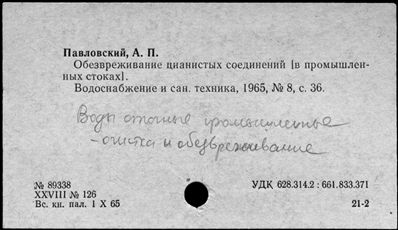 Павловский, А. П.
Обезвреживание цианистых соединений [в промышлен-
ных стоках].
Водоснабжение и сан. техника, 1965, № 8, с. 36.
Воды сточные промышленные
-очистка и обезвреживание
№ 89338
XXVIII № 126
Вс. кн. пал. 1 X 65
УДК 628.314.2 : 661.833.371
21-2